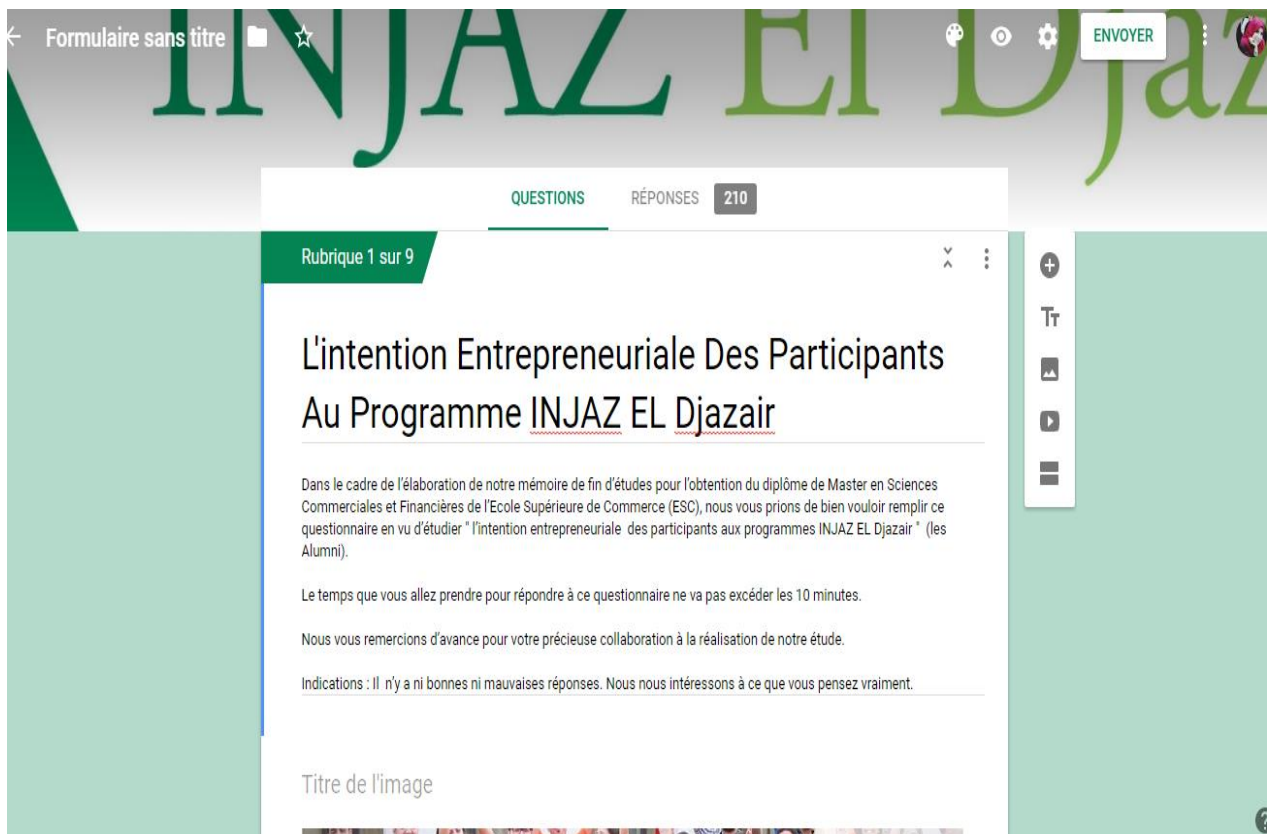 INJAZ El Djaz
Formulaire sans titre
ENVOYER
QUESTIONS RÉPONSES 210
Rubrique 1 sur 9
L'intention Entrepreneuriale Des Participants
Au Programme INJAZ EL Djazair
Dans le cadre de l'élaboration de notre mémoire de fin d'études pour l'obtention du diplôme de Master en Sciences
Commerciales et Financières de l'Ecole Supérieure de Commerce (ESC), nous vous prions de bien vouloir remplir ce
questionnaire en vu d'étudier " l'intention entrepreneuriale des participants aux programmes INJAZ EL Djazair " (les
Alumni).
Le temps que vous allez prendre pour répondre à ce questionnaire ne va pas excéder les 10 minutes.
Nous vous remercions d'avance pour votre précieuse collaboration à la réalisation de notre étude.
Indications : Il n'y a ni bonnes ni mauvaises réponses. Nous nous intéressons à ce que vous pensez vraiment.
Tт
Titre de l'image